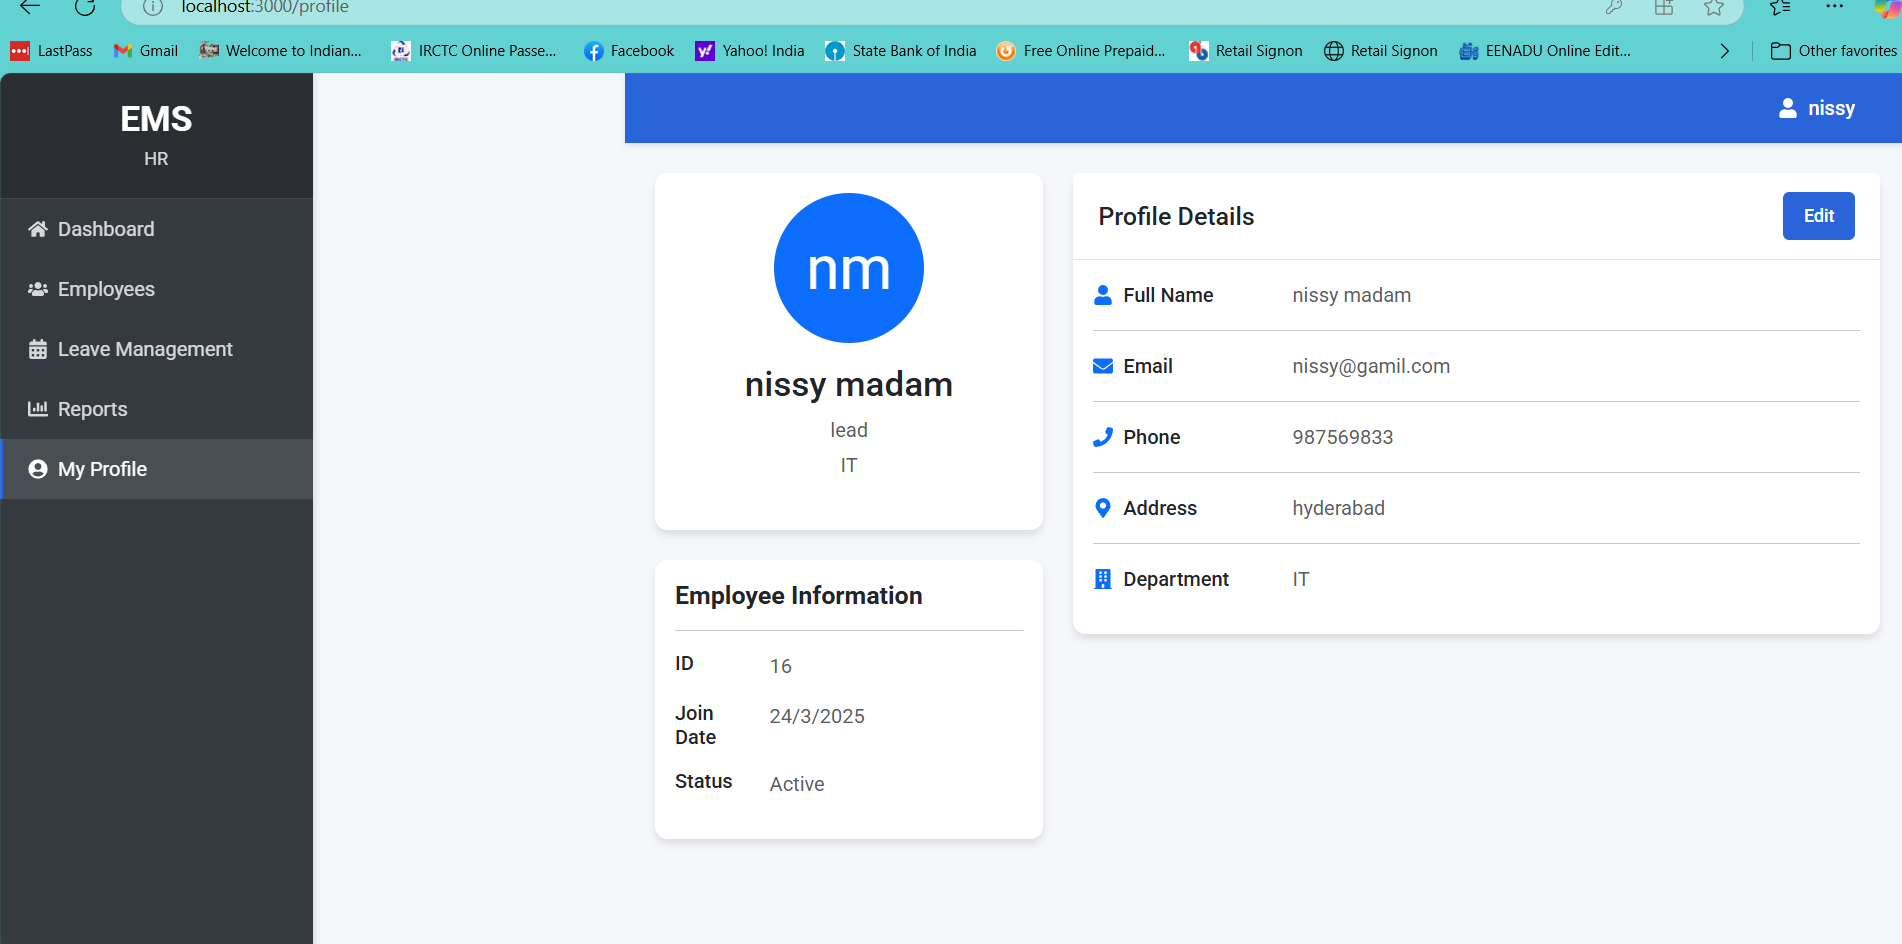 localhost:3000/profile
LastPass Gmail Welcome to Indian... IRCTC Online Passe... Facebook Yahoo! India State Bank of India Free Online Prepaid... Retail Signon Retail Signon EENADU Online Edit... Other favorites
EMS
HR
Dashboard
Employees
Leave Management
Reports
My Profile
nissy
nm
nissy madam
lead
IT
Employee Information
ID 16
Join Date 24/3/2025
Status Active
Profile Details Edit
Full Name nissy madam
Email nissy@gamil.com
Phone 987569833
Address hyderabad
Department IT